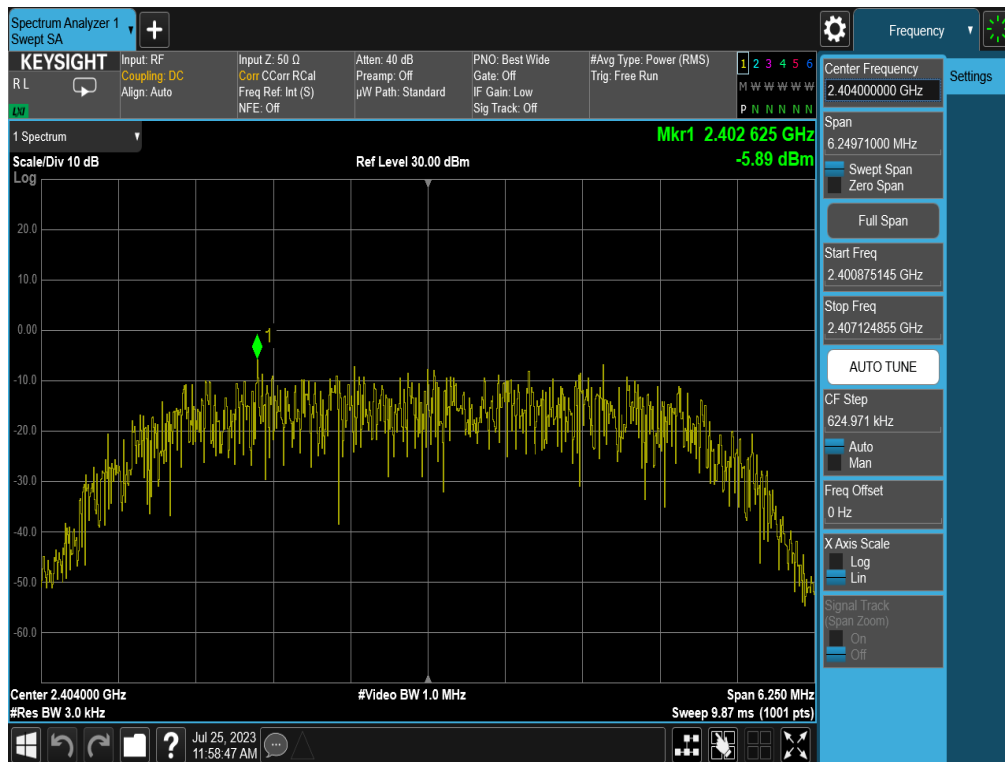 Spectrum Analyzer 1
Swept SA
Frequency
KEYSIGHT
R L
LXI
Input: RF
Coupling: DC
Align: Auto
Input Z: 50 Ω
Corr CCorr RCal
Freq Ref: Int (S)
NFE: Off
Atten: 40 dB
Preamp: Off
µW Path: Standard
PNO: Best Wide
Gate: Off
IF Gain: Low
Sig Track: Off
#Avg Type: Power (RMS)
Trig: Free Run
1 2 3 4 5 6
M W W W W W
P N N N N N
Center Frequency
2.404000000 GHz
Settings
Span
6.24971000 MHz
Swept Span
Zero Span
Full Span
Start Freq
2.400875145 GHz
Stop Freq
2.407124855 GHz
AUTO TUNE
CF Step
624.971 kHz
Auto
Man
Freq Offset
0 Hz
X Axis Scale
Log
Lin
Signal Track
(Span Zoom)
On
Off
1 Spectrum
Mkr1 2.402 625 GHz
-5.89 dBm
Scale/Div 10 dB
Ref Level 30.00 dBm
Log
20.0
10.0
0.00
-10.0
-20.0
-30.0
-40.0
-50.0
-60.0
1
Center 2.404000 GHz
#Video BW 1.0 MHz
Span 6.250 MHz
#Res BW 3.0 kHz
Sweep 9.87 ms (1001 pts)
?
Jul 25, 2023
11:58:47 AM